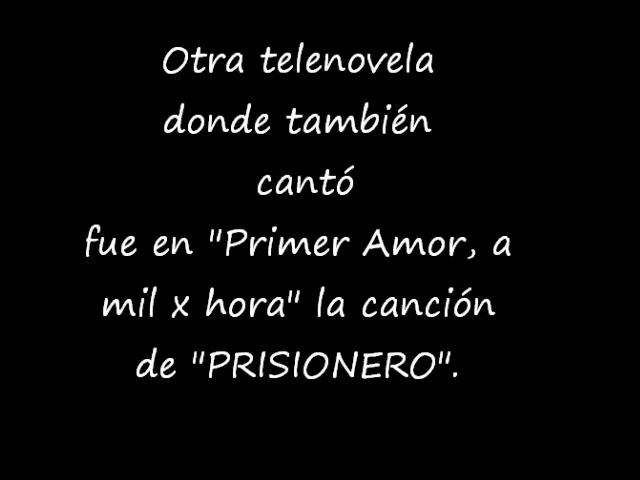 Otra telenovela
donde también
cantó
fue en "Primer Amor, a
mil x hora" la canción
de "PRISIONERO".